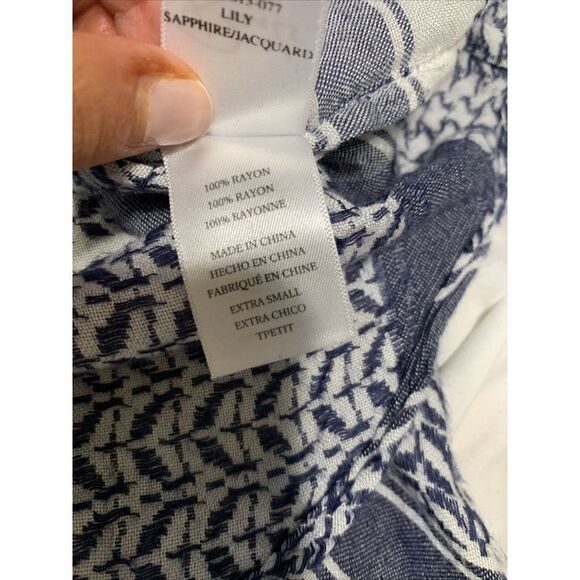 LILY
SAPPHIRE/JACQUARD
100% RAYON
100% RAYON
100% RAYONNE
MADE IN CHINA
HECHO EN CHINA
FABRIQUÉ EN CHINE
EXTRA SMALL
EXTRA CHICO
TPETIT